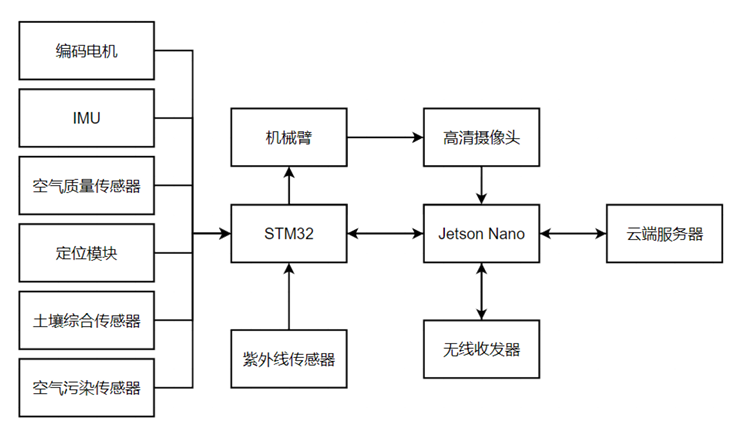 编码电机
IMU
空气质量传感器
定位模块
土壤综合传感器
空气污染传感器
机械臂
STM32
紫外线传感器
高清摄像头
Jetson Nano
无线收发器
云端服务器